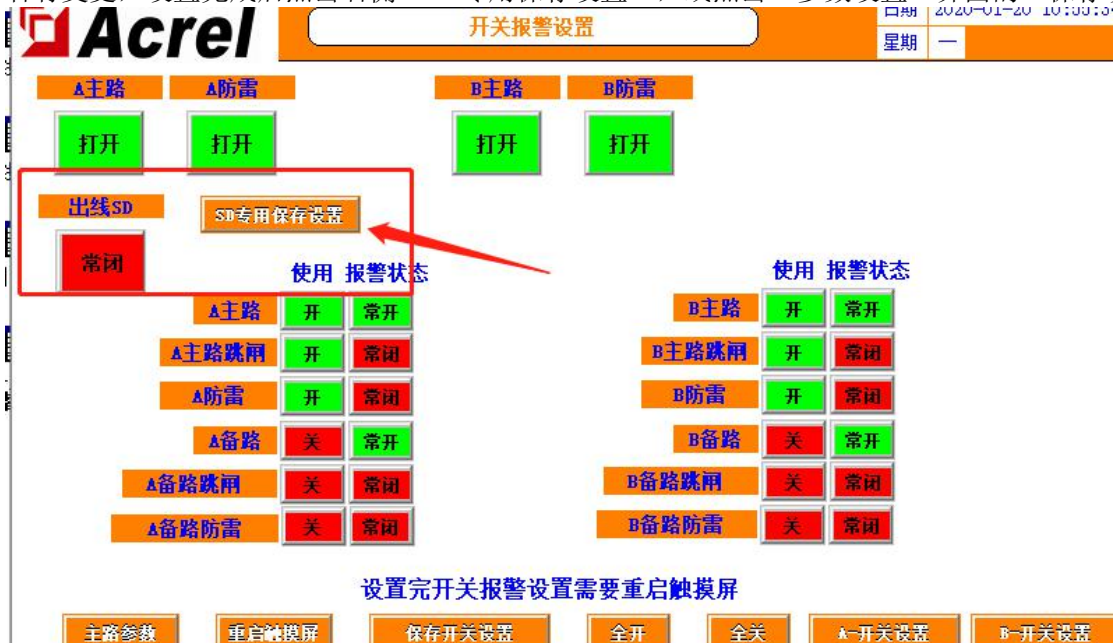 Acrel
开关报警设置
日期
星期 一
A主路 A防雷 B主路 B防雷
打开 打开 打开 打开
出线SD SD专用保存设置
常闭
使用 报警状态 使用 报警状态
A主路 开 常开 B主路 开 常开
A主路跳闸 开 常闭 B主路跳闸 开 常闭
A防雷 开 常闭 B防雷 开 常闭
A备路 关 常开 B备路 关 常开
A备路跳闸 关 常闭 B备路跳闸 关 常闭
A备路防雷 关 常闭 B备路防雷 关 常闭
设置完开关报警设置需要重启触摸屏
主路参数 重启触摸屏 保存开关设置 全开 全关 A-开关设置 B-开关设置